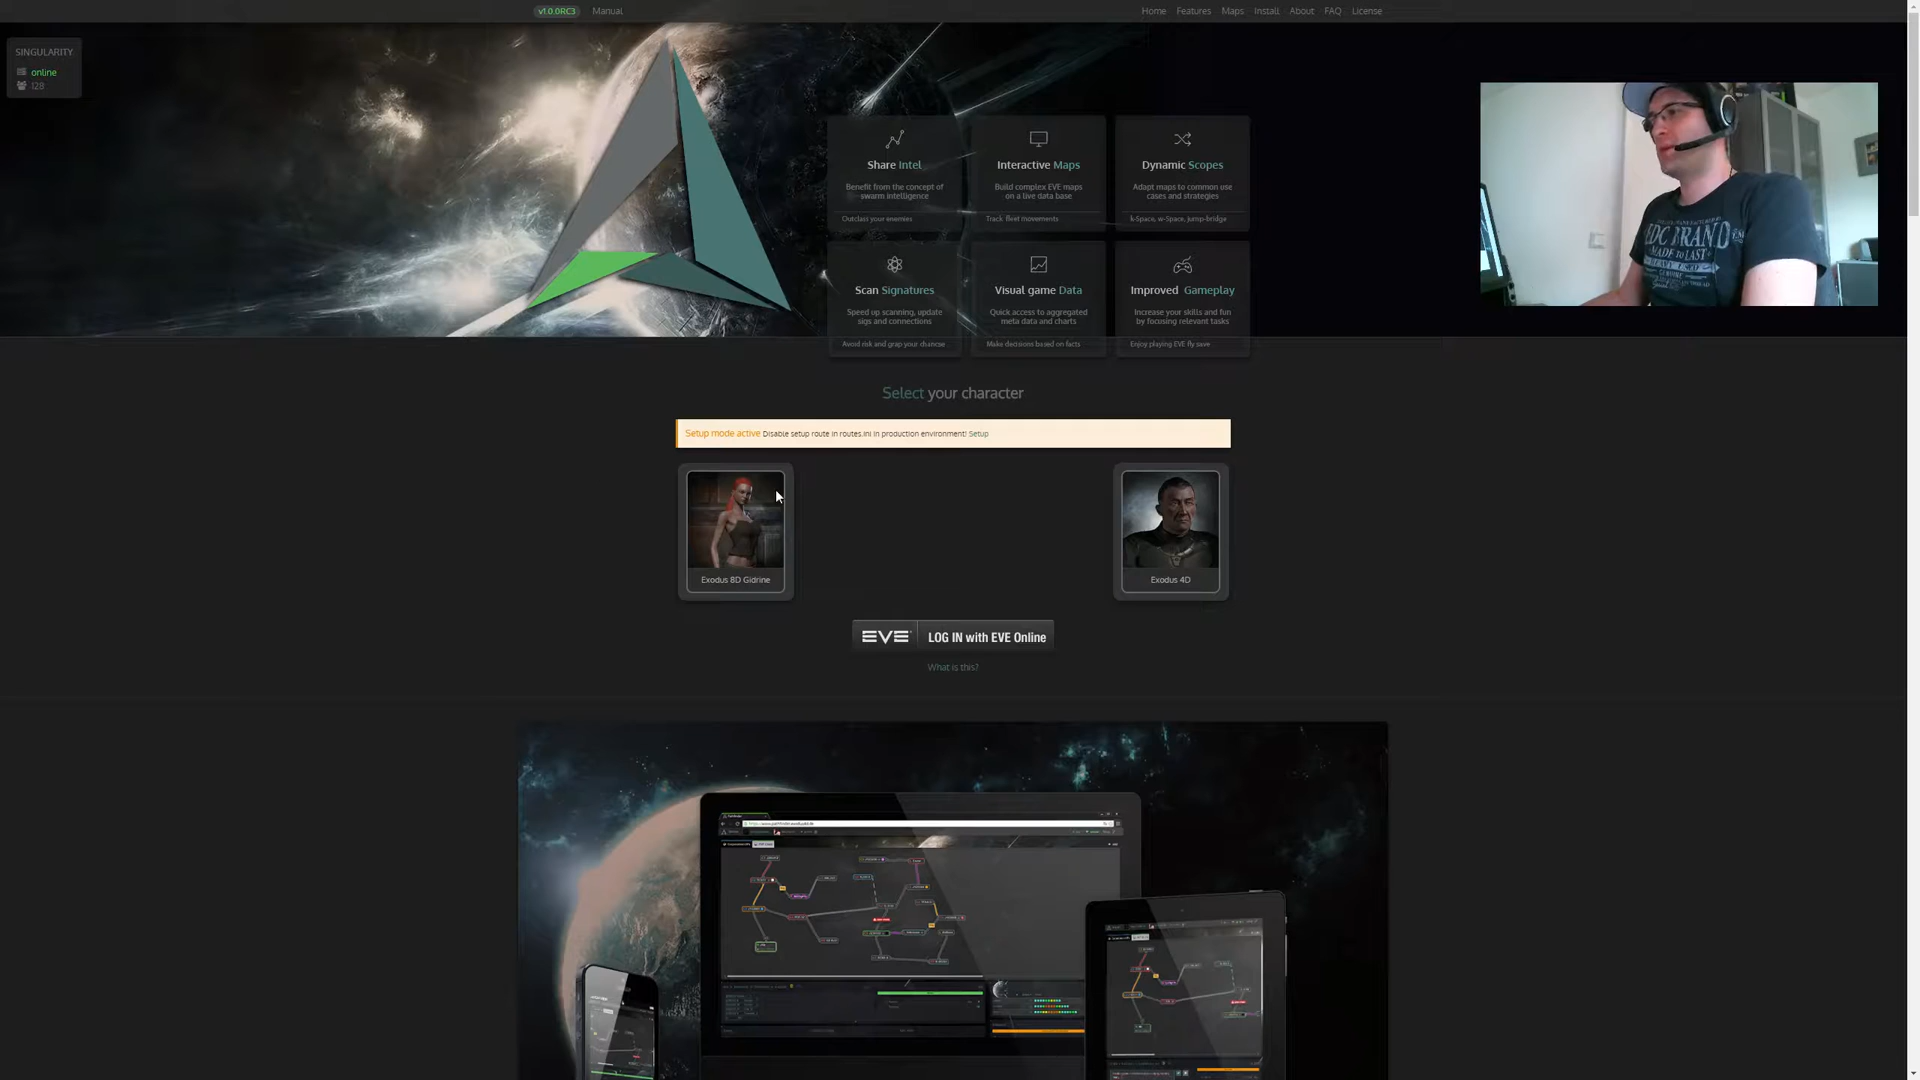 v1.0.0RC3
Manual
Home
Features
Maps
Install
About
FAQ
License
SINGULARITY
online
128
Share Intel
Benefit from the concept of
swarm intelligence
Outclass your enemies
Interactive Maps
Build complex EVE maps
on a live data base
Track fleet movements
Dynamic Scopes
Adapt maps to common use
cases and strategies
k-Space, w-Space, jump-bridge
BRAND
MADE TO LAST
Scan Signatures
Speed up scanning, update
sigs and connections
Avoid risk and grap your chancse
Visual game Data
Quick access to aggregated
meta data and charts
Make decisions based on facts
Improved Gameplay
Increase your skills and fun
by focusing relevant tasks
Enjoy playing EVE fly save
Select your character
Setup mode active Disable setup route in routes.ini in production environment! Setup
Exodus 8D Gidrine
Exodus 4D
EVE LOG IN with EVE Online
What is this?